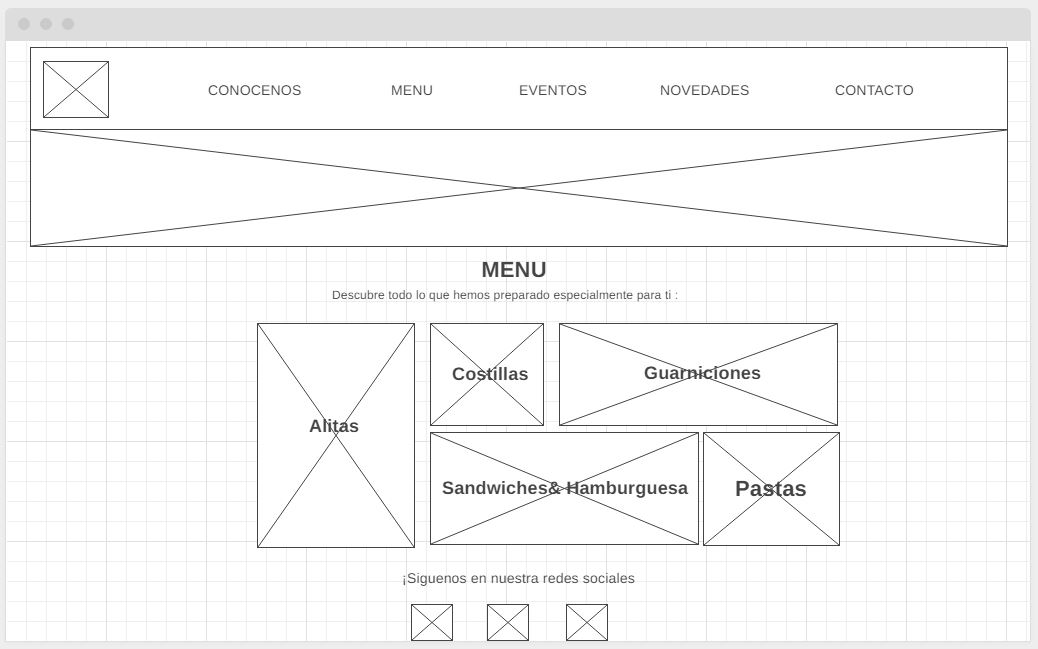 CONOCENOS
MENU
EVENTOS
NOVEDADES
CONTACTO
MENU
Descubre todo lo que hemos preparado especialmente para ti :
Alitas
Costillas
Guarniciones
Sandwiches& Hamburguesa
Pastas
¡Siguenos en nuestra redes sociales